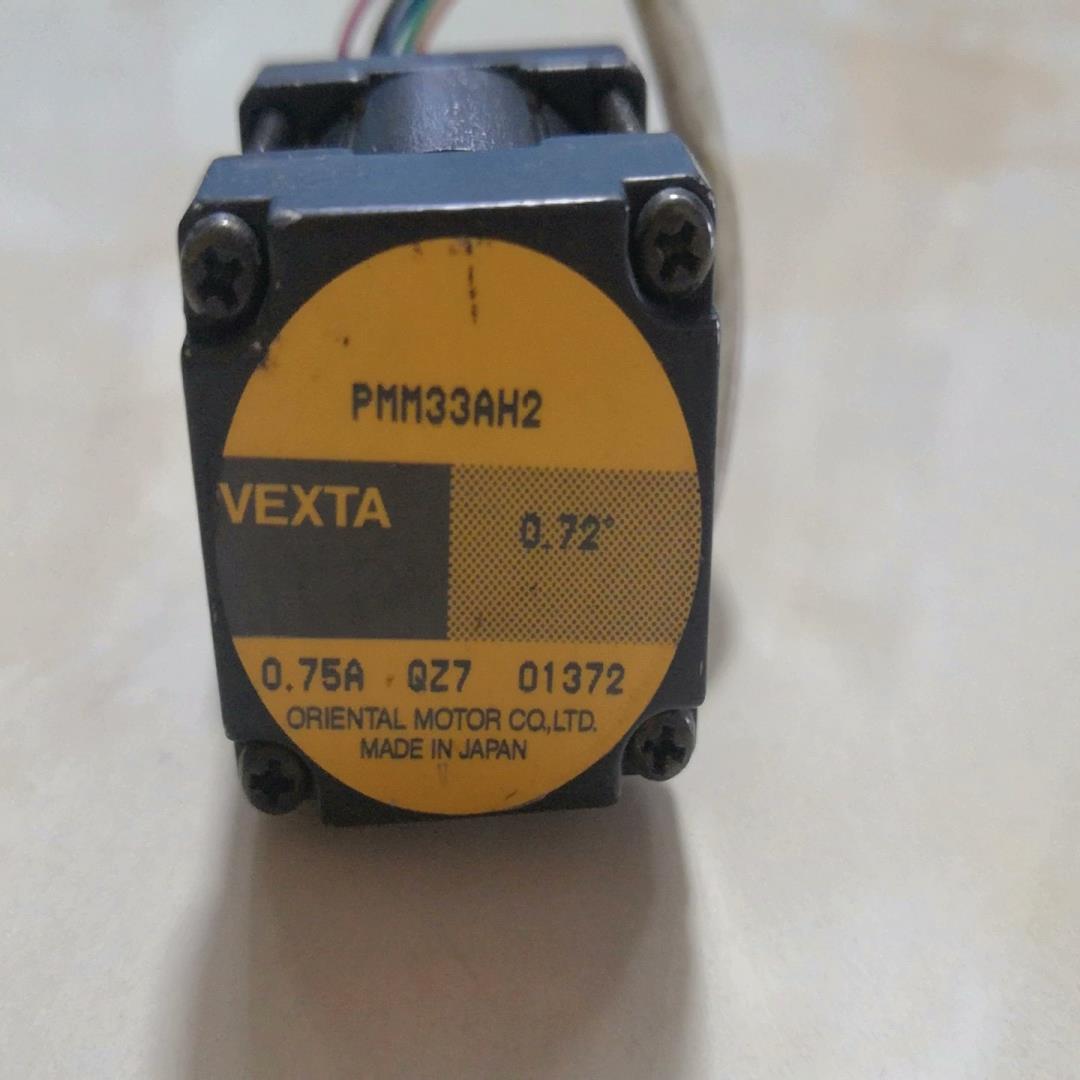 PMM33AH2
VEXTA
0.72°
0.75A QZ7 01372
ORIENTAL MOTOR CO.,LTD.
MADE IN JAPAN